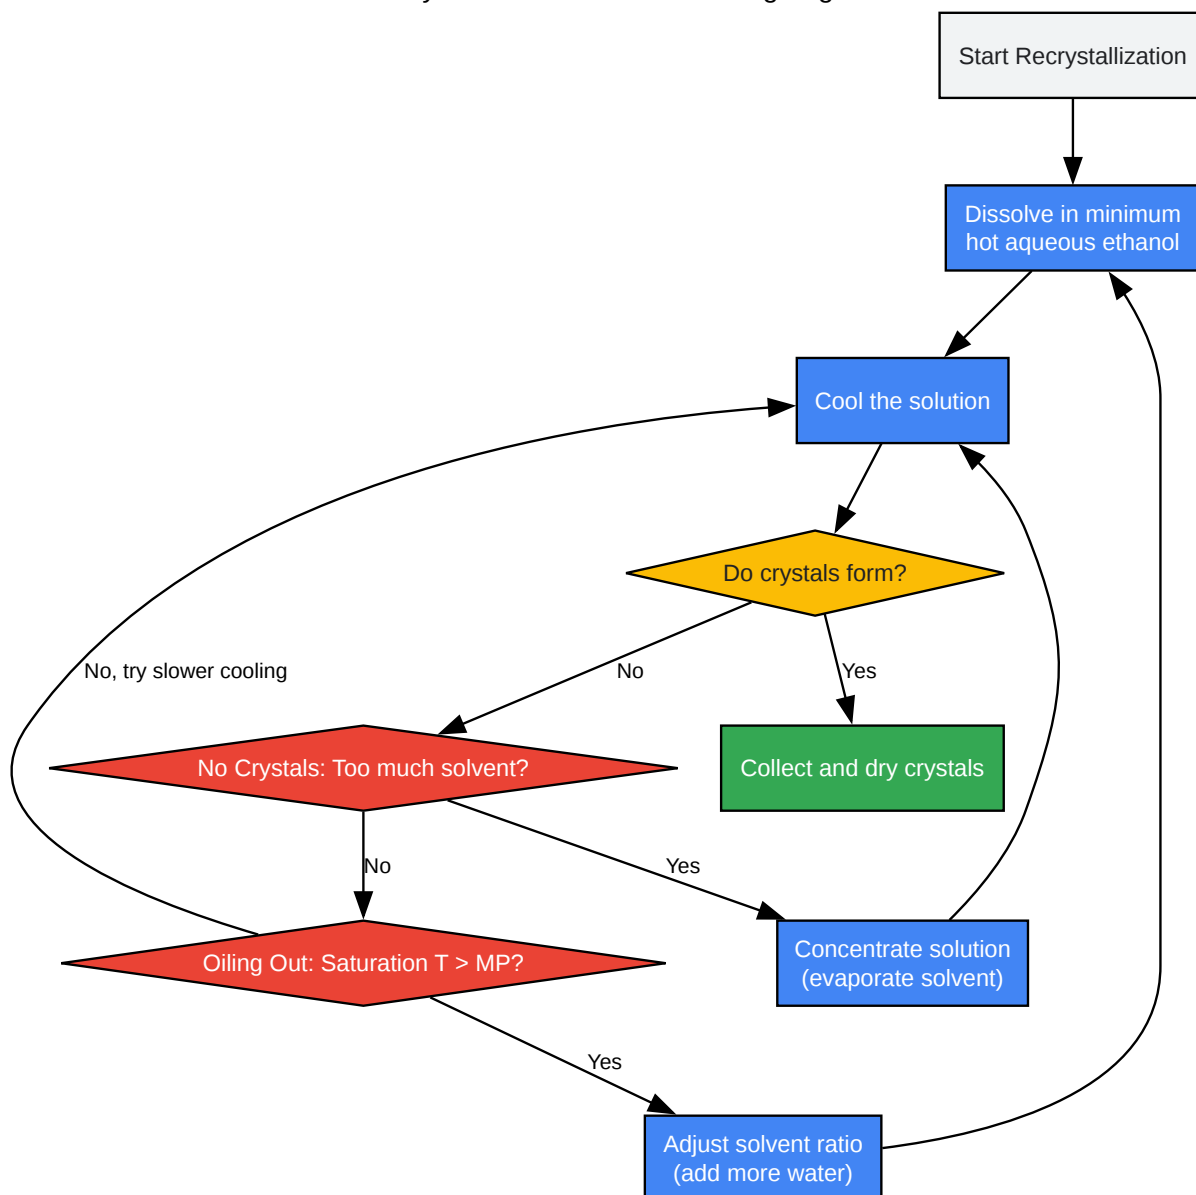 Start Recrystallization
Dissolve in minimum
hot aqueous ethanol
Cool the solution
Do crystals form?
No, try slower cooling
No
Yes
No Crystals: Too much solvent?
Collect and dry crystals
No
Yes
Oiling Out: Saturation T > MP?
Concentrate solution
(evaporate solvent)
Yes
Adjust solvent ratio
(add more water)